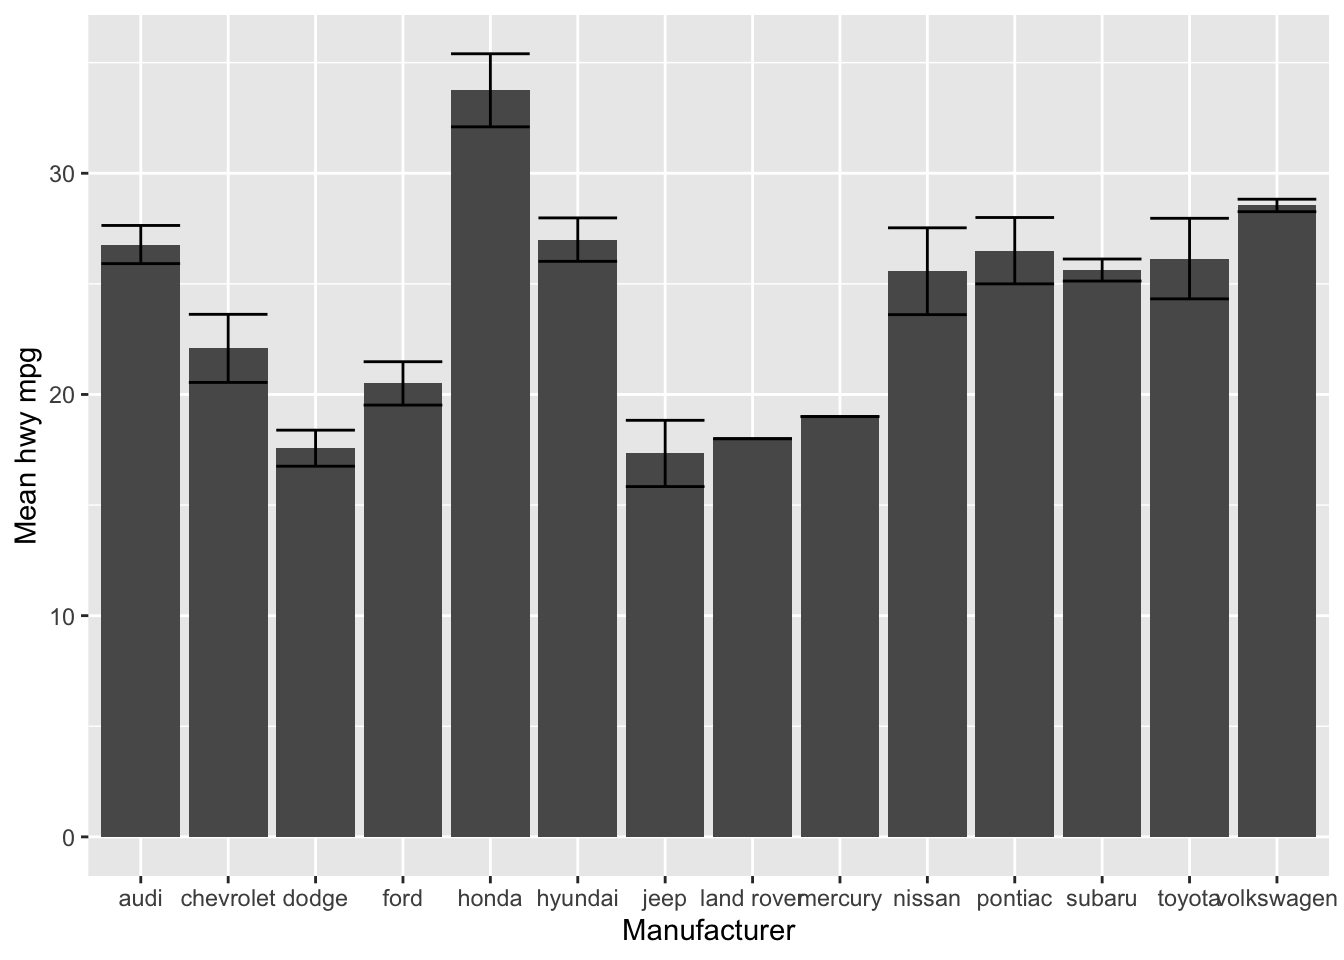 Mean hwy mpg
30
20
10
0
audi chevrolet dodge ford honda hyundai jeep land rover mercury nissan pontiac subaru toyota volkswagen
Manufacturer